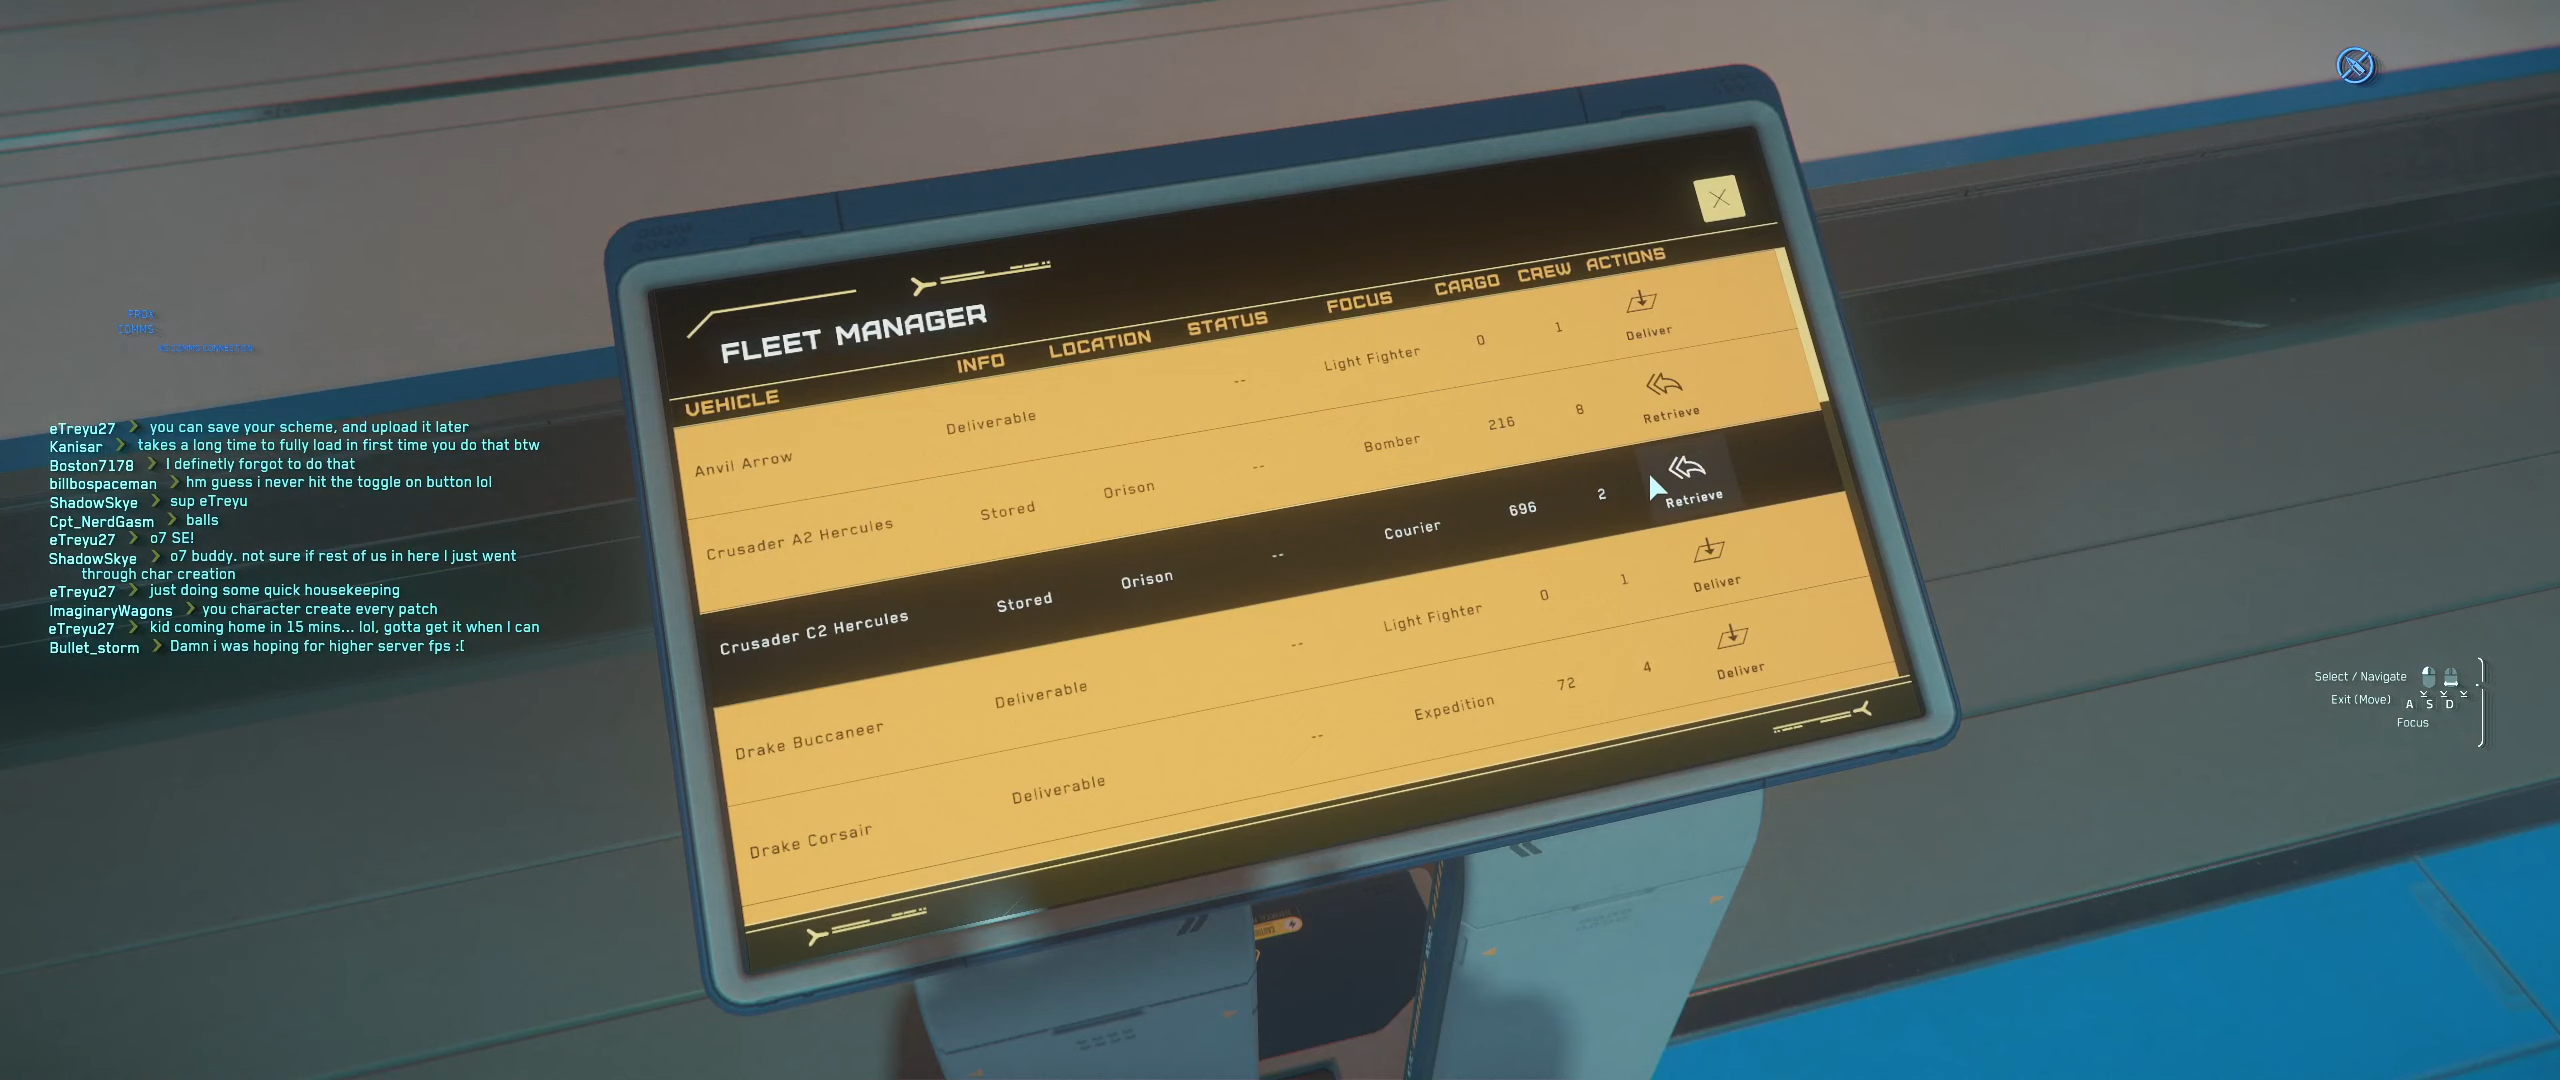 FLEET MANAGER
VEHICLE INFO LOCATION STATUS FOCUS CARGO CREW ACTIONS
Anvil Arrow Deliverable -- Light Fighter 0 1 Deliver
Crusader A2 Hercules Stored Orison -- Bomber 216 8 Retrieve
Crusader C2 Hercules Stored Orison -- Courier 696 2 Retrieve
Drake Buccaneer Deliverable -- Light Fighter 0 1 Deliver
Drake Corsair Deliverable -- Expedition 72 4 Deliver
eTreyu27 > you can save your scheme, and upload it later
Kanisar > takes a long time to fully load in first time you do that btw
Boston7178 > I definetly forgot to do that
billbospaceman > hm guess i never hit the toggle on button lol
ShadowSkye > sup eTreyu
Cpt_NerdGasm > balls
eTreyu27 > o7 SE!
ShadowSkye > o7 buddy. not sure if rest of us in here I just went
through char creation
eTreyu27 > just doing some quick housekeeping
ImaginaryWagons > you character create every patch
eTreyu27 > kid coming home in 15 mins... lol, gotta get it when I can
Bullet_storm > Damn i was hoping for higher server fps :[
Select / Navigate
Exit (Move) A S D
Focus